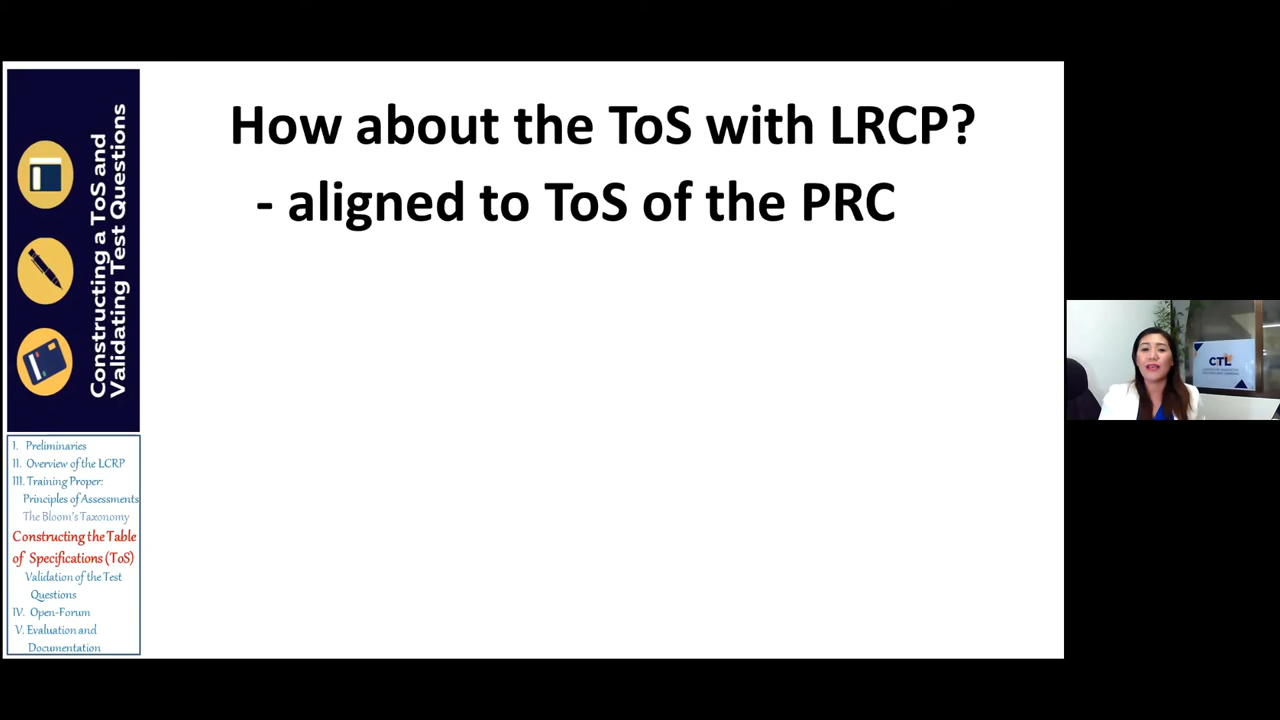 How about the ToS with LRCP?
- aligned to ToS of the PRC
Constructing a ToS and
Validating Test Questions
I. Preliminaries
II. Overview of the LCRP
III. Training Proper:
Principles of Assessments
The Bloom's Taxonomy
Constructing the Table
of Specifications (ToS)
Validation of the Test
Questions
IV. Open-Forum
V. Evaluation and
Documentation
CTL